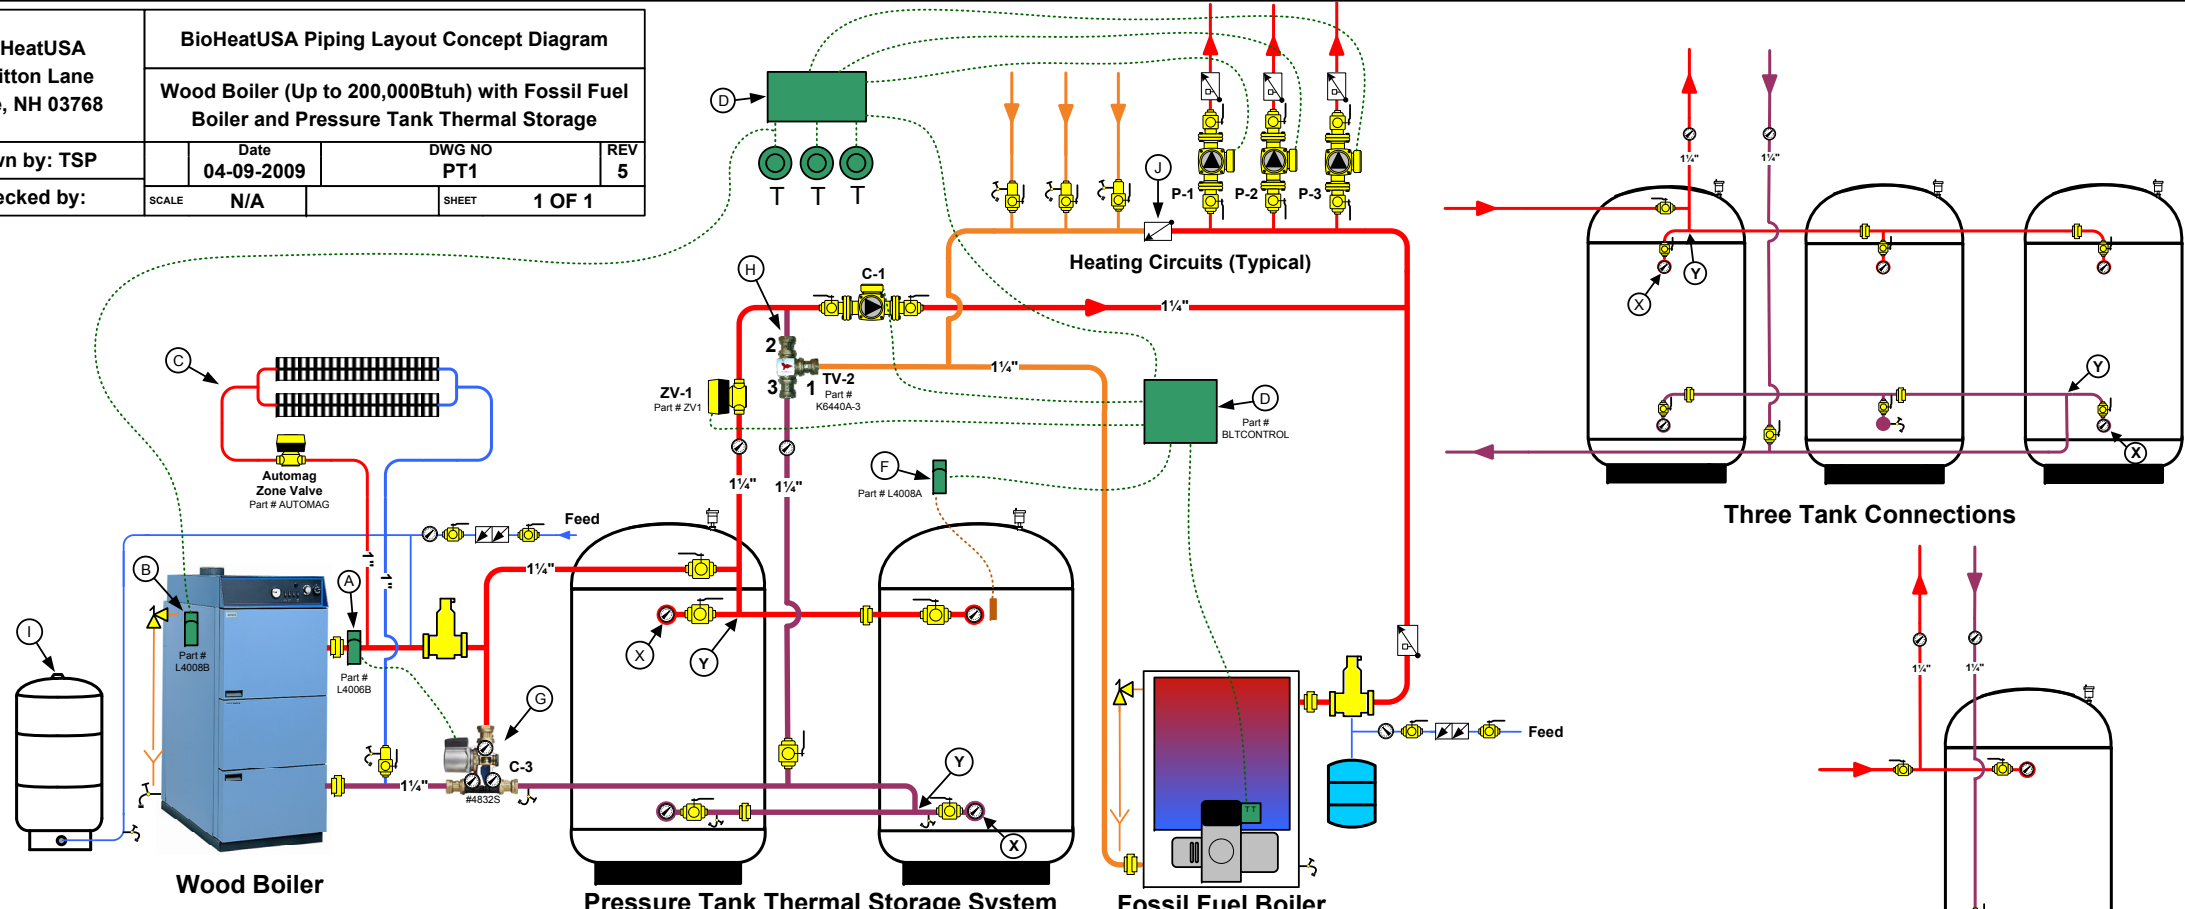 HeatUSA
itton Lane
e, NH 03768
BioHeatUSA Piping Layout Concept Diagram
Wood Boiler (Up to 200,000Btuh) with Fossil Fuel
Boiler and Pressure Tank Thermal Storage
vn by: TSP
Date
04-09-2009
DWG NO
PT1
REV
5
ecked by:
SCALE
N/A
SHEET
1 OF 1
D
T T T
J
P-1
P-2
P-3
Heating Circuits (Typical)
H
C-1
1¼"
2
3
1
TV-2
Part #
K6440A-3
1¼"
ZV-1
Part # ZV1
D
Part #
BLTCONTROL
C
Automag
Zone Valve
Part # AUTOMAG
F
Part # L4008A
1¼"
1¼"
Feed
1"
1"
1¼"
B
Part #
L4008B
A
Part #
L4006B
I
X
Y
G
C-3
#4832S
1¼"
Y
X
TT
Feed
Wood Boiler
Pressure Tank Thermal Storage System
Fossil Fuel Boiler
1¼"
1¼"
X
Y
Y
X
Three Tank Connections
1¼"
1¼"